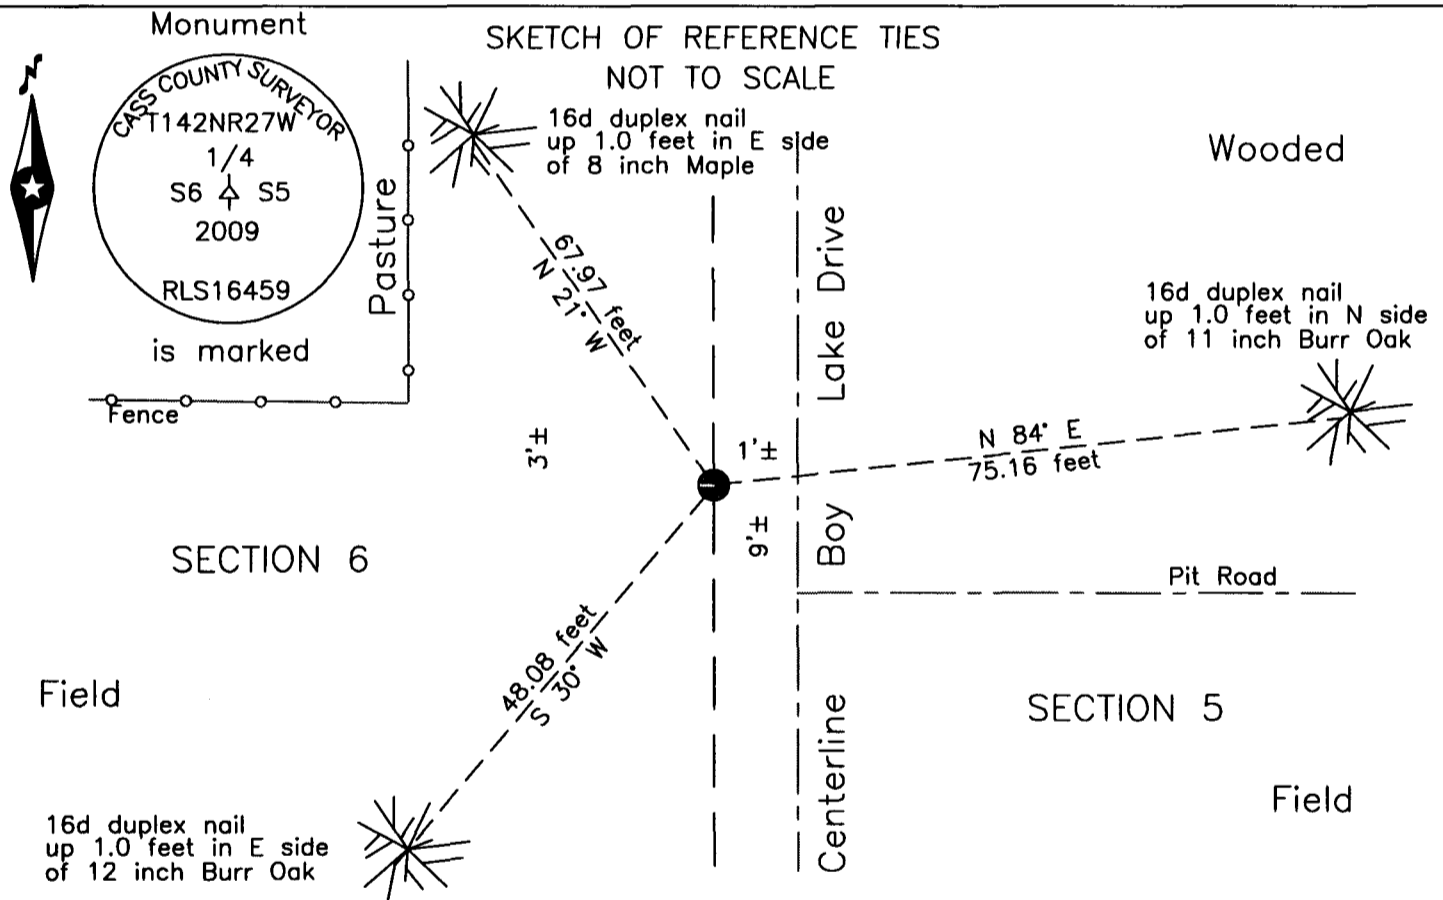 Monument
SKETCH OF REFERENCE TIES
NOT TO SCALE
N
CASS COUNTY SURVEYOR
T142NR27W
1/4
S6 S5
2009
RLS16459
is marked
Pasture
Fence
16d duplex nail
up 1.0 feet in E side
of 8 inch Maple
Wooded
67.97 feet
N 21° W
Centerline Boy Lake Drive
16d duplex nail
up 1.0 feet in N side
of 11 inch Burr Oak
3'±
1'±
N 84° E
75.16 feet
9'±
SECTION 6
Pit Road
48.08 feet
S 30° W
Field
SECTION 5
Field
16d duplex nail
up 1.0 feet in E side
of 12 inch Burr Oak